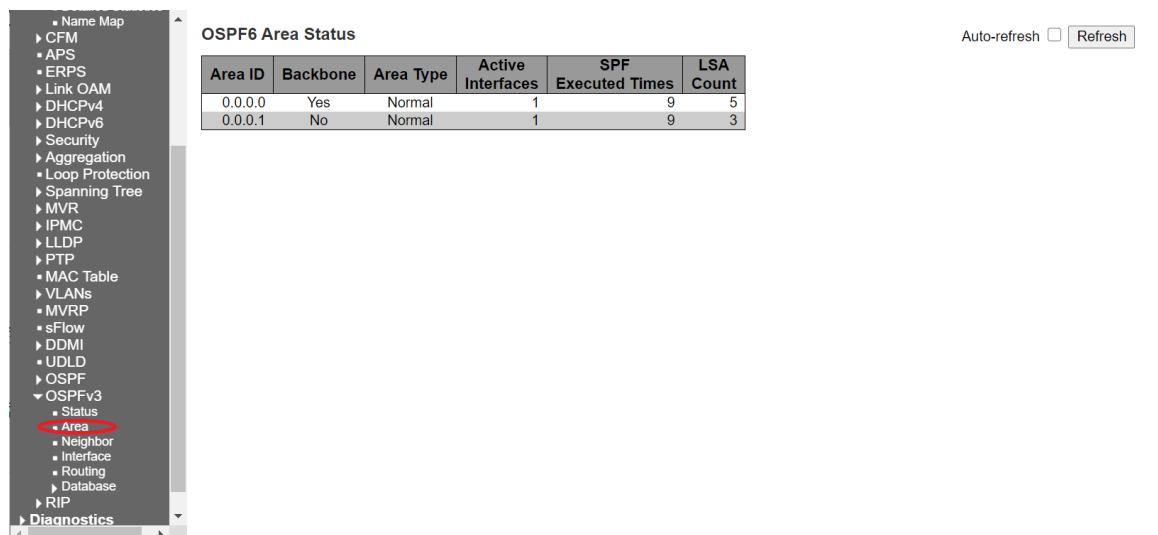 Name Map
CFM
APS
ERPS
Link OAM
DHCPv4
DHCPv6
Security
Aggregation
Loop Protection
Spanning Tree
MVR
IPMC
LLDP
PTP
MAC Table
VLANs
MVRP
sFlow
DDMI
UDLD
OSPF
OSPFv3
Status
Area
Neighbor
Interface
Routing
Database
RIP
Diagnostics
OSPF6 Area Status
Auto-refresh Refresh
Area ID Backbone Area Type Active Interfaces SPF Executed Times LSA Count
0.0.0.0 Yes Normal 1 9 5
0.0.0.1 No Normal 1 9 3